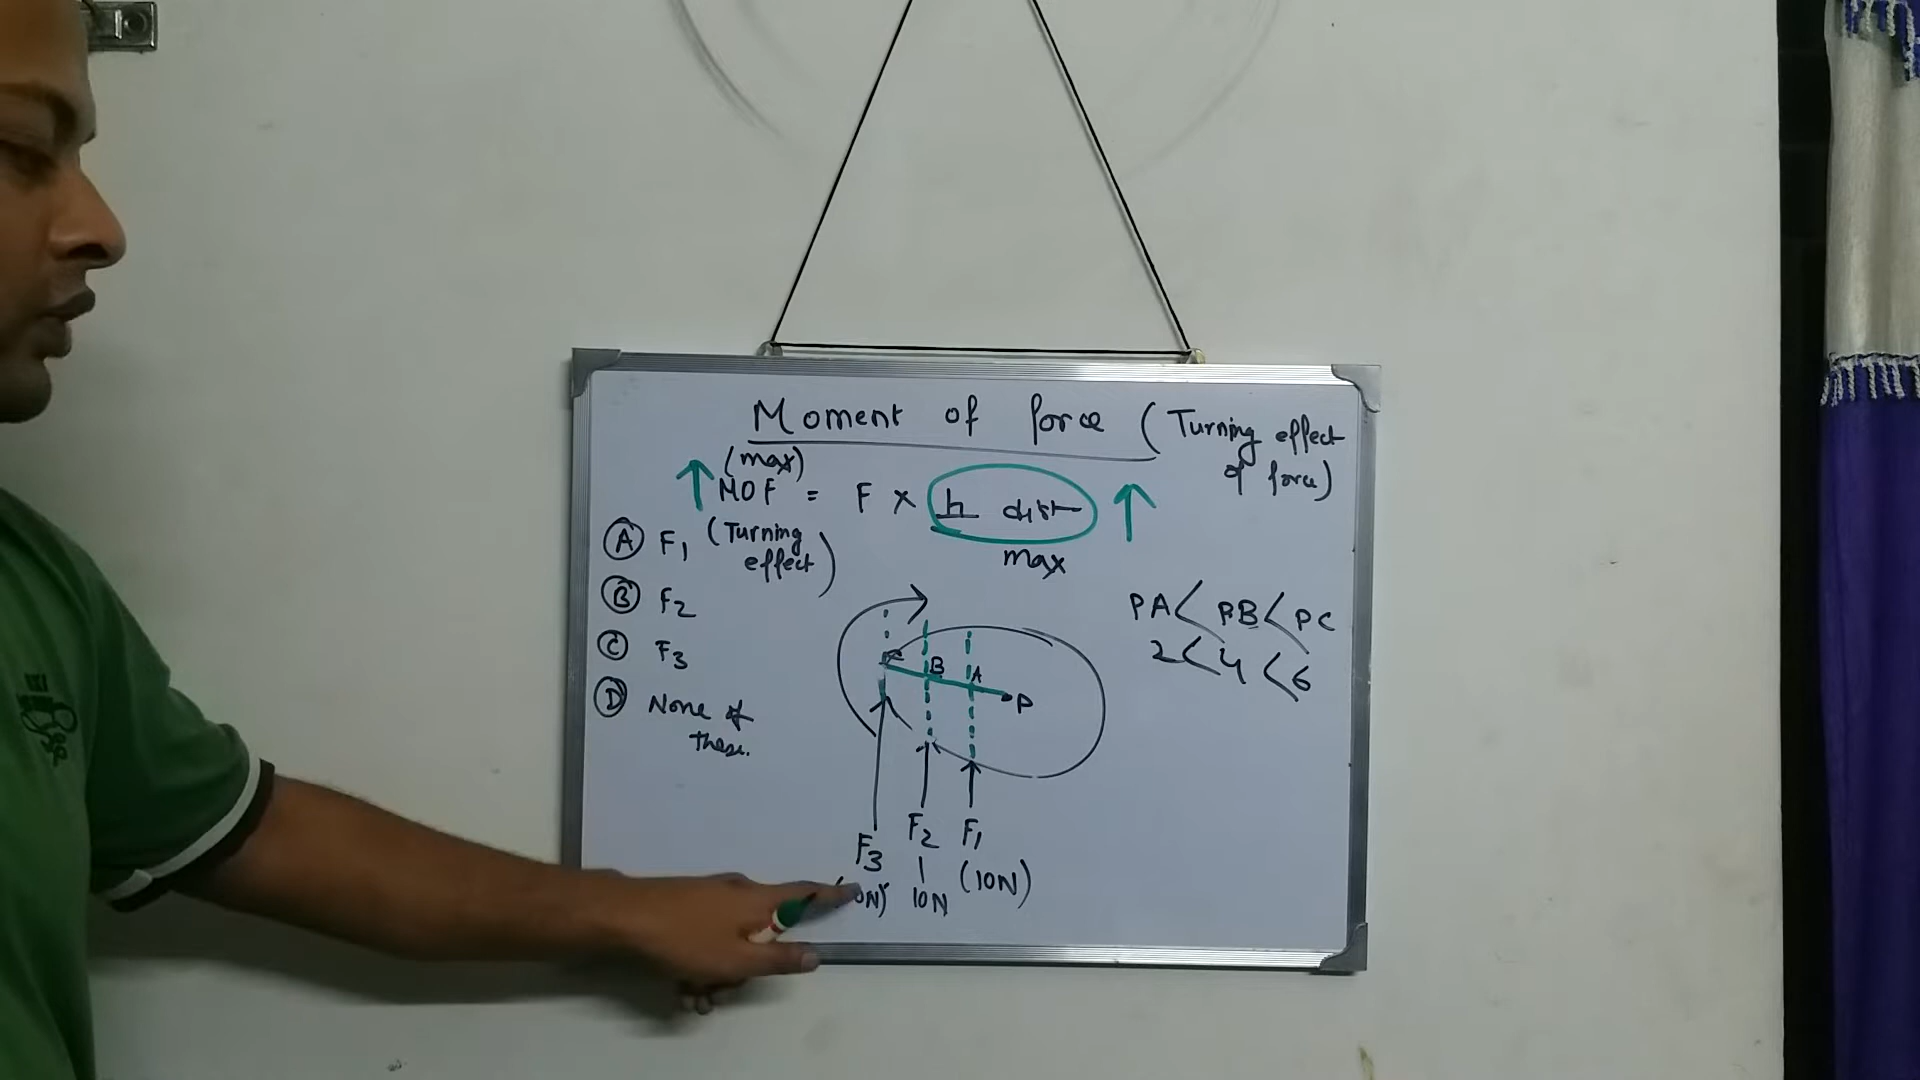 Moment of force (Turning effect
of force)
(max)
MOF = F × h dist
max
(Turning
effect)
(A) F1
(B) F2
(C) F3
(D) None of
these.
PA < PB < PC
2 < 4 < 6
C B A P
F3 F2 F1
10N (10N)